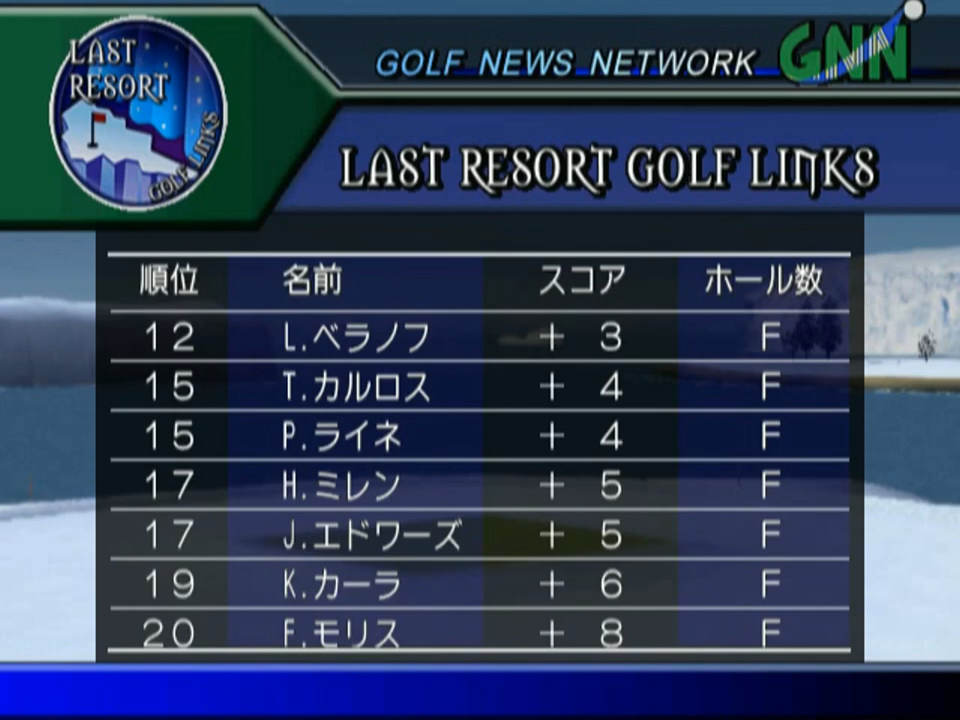 LAST
RESORT
GOLF LINKS
GOLF NEWS NETWORK
GNN
LAST RESORT GOLF LINKS
順位 名前 スコア ホール数
12 L.ベラノフ + 3 F
15 T.カルロス + 4 F
15 P.ライネ + 4 F
17 H.ミレン + 5 F
17 J.エドワーズ + 5 F
19 K.カーラ + 6 F
20 F.モリス + 8 F